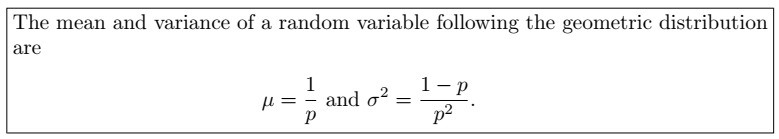 The mean and variance of a random variable following the geometric distribution
are
μ = 1/p and σ² = (1 − p)/p².